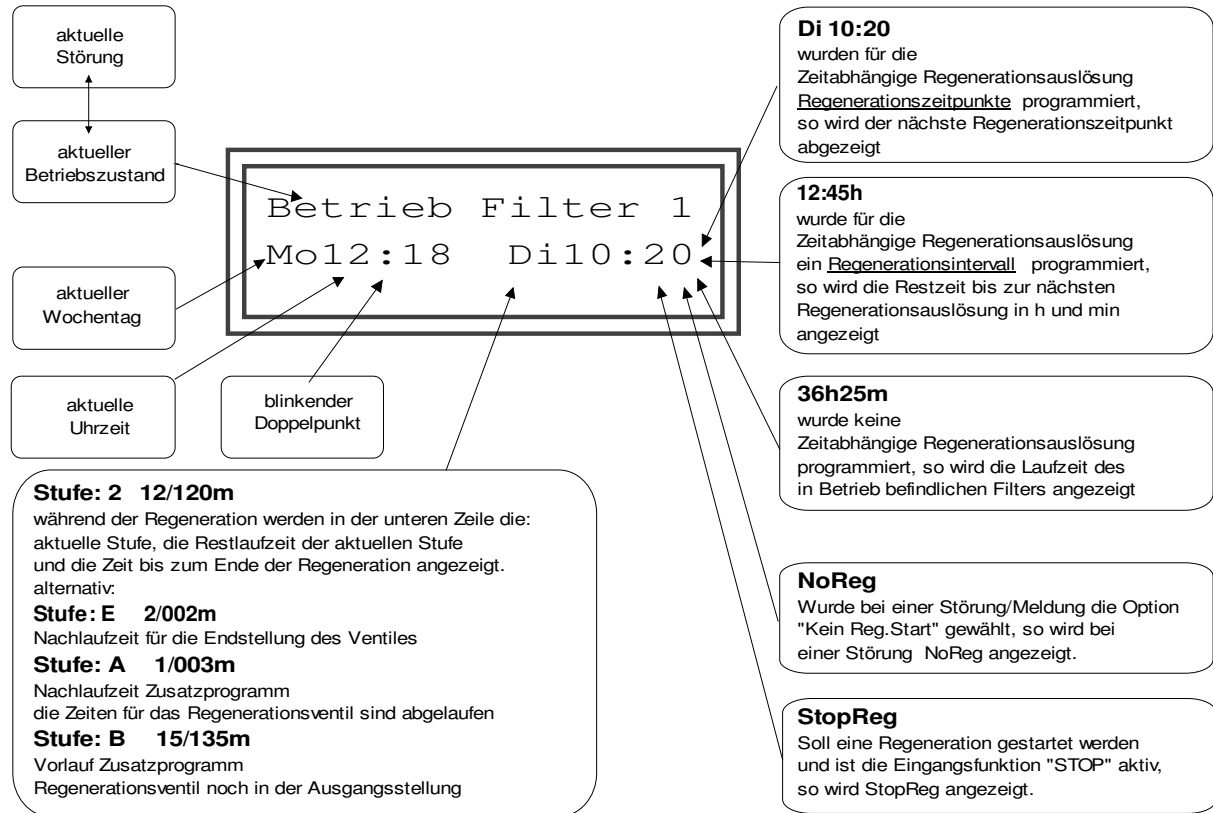 aktuelle
Störung
aktueller
Betriebszustand
aktueller
Wochentag
aktuelle
Uhrzeit
blinkender
Doppelpunkt
Betrieb Filter 1
Mo12:18 Di10:20
Stufe: 2 12/120m
während der Regeneration werden in der unteren Zeile die:
aktuelle Stufe, die Restlaufzeit der aktuellen Stufe
und die Zeit bis zum Ende der Regeneration angezeigt.
alternativ:
Stufe: E 2/002m
Nachlaufzeit für die Endstellung des Ventiles
Stufe: A 1/003m
Nachlaufzeit Zusatzprogramm
die Zeiten für das Regenerationsventil sind abgelaufen
Stufe: B 15/135m
Vorlauf Zusatzprogramm
Regenerationsventil noch in der Ausgangsstellung
Di 10:20
wurden für die
Zeitabhängige Regenerationsauslösung
Regenerationszeitpunkte programmiert,
so wird der nächste Regenerationszeitpunkt
abgezeigt
12:45h
wurde für die
Zeitabhängige Regenerationsauslösung
ein Regenerationsintervall programmiert,
so wird die Restzeit bis zur nächsten
Regenerationsauslösung in h und min
angezeigt
36h25m
wurde keine
Zeitabhängige Regenerationsauslösung
programmiert, so wird die Laufzeit des
in Betrieb befindlichen Filters angezeigt
NoReg
Wurde bei einer Störung/Meldung die Option
"Kein Reg.Start" gewählt, so wird bei
einer Störung NoReg angezeigt.
StopReg
Soll eine Regeneration gestartet werden
und ist die Eingangsfunktion "STOP" aktiv,
so wird StopReg angezeigt.